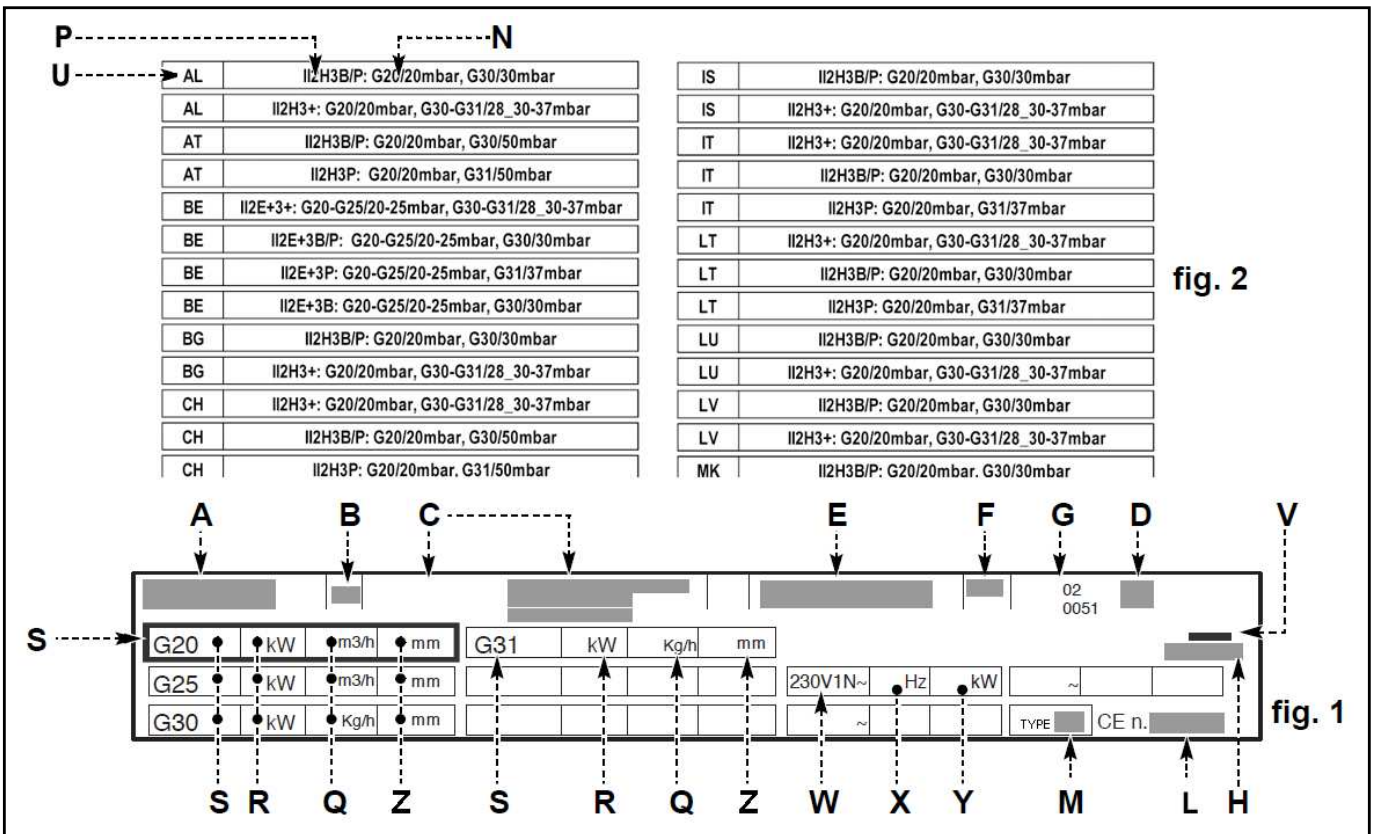 P N
U AL II2H3B/P: G20/20mbar, G30/30mbar
AL II2H3+: G20/20mbar, G30-G31/28_30-37mbar
AT II2H3B/P: G20/20mbar, G30/50mbar
AT II2H3P: G20/20mbar, G31/50mbar
BE II2E+3+: G20-G25/20-25mbar, G30-G31/28_30-37mbar
BE II2E+3B/P: G20-G25/20-25mbar, G30/30mbar
BE II2E+3P: G20-G25/20-25mbar, G31/37mbar
BE II2E+3B: G20-G25/20-25mbar, G30/30mbar
BG II2H3B/P: G20/20mbar, G30/30mbar
BG II2H3+: G20/20mbar, G30-G31/28_30-37mbar
CH II2H3+: G20/20mbar, G30-G31/28_30-37mbar
CH II2H3B/P: G20/20mbar, G30/50mbar
CH II2H3P: G20/20mbar, G31/50mbar
IS II2H3B/P: G20/20mbar, G30/30mbar
IS II2H3+: G20/20mbar, G30-G31/28_30-37mbar
IT II2H3+: G20/20mbar, G30-G31/28_30-37mbar
IT II2H3B/P: G20/20mbar, G30/30mbar
IT II2H3P: G20/20mbar, G31/37mbar
LT II2H3+: G20/20mbar, G30-G31/28_30-37mbar
LT II2H3B/P: G20/20mbar, G30/30mbar
LT II2H3P: G20/20mbar, G31/37mbar
LU II2H3B/P: G20/20mbar, G30/30mbar
LU II2H3+: G20/20mbar, G30-G31/28_30-37mbar
LV II2H3B/P: G20/20mbar, G30/30mbar
LV II2H3+: G20/20mbar, G30-G31/28_30-37mbar
MK II2H3B/P: G20/20mbar, G30/30mbar
fig. 2
A B C E F G D V
02
0051
S G20 kW m3/h mm G31 kW Kg/h mm
G25 kW m3/h mm 230V1N~ Hz kW ~
G30 kW Kg/h mm ~ TYPE CE n.
fig. 1
S R Q Z S R Q Z W X Y M L H